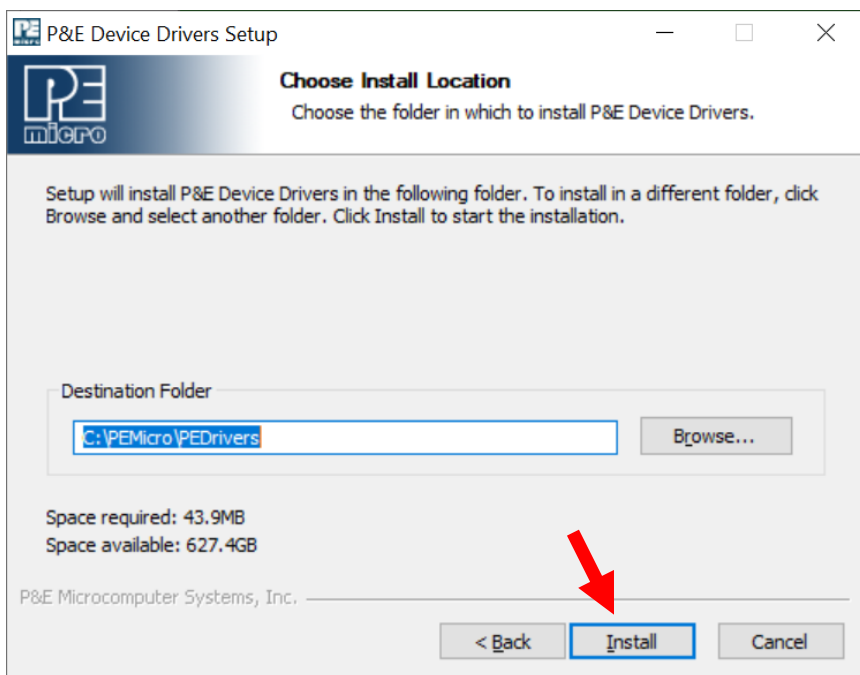 PE micro P&E Device Drivers Setup
PE
micro
Choose Install Location
Choose the folder in which to install P&E Device Drivers.
Setup will install P&E Device Drivers in the following folder. To install in a different folder, click
Browse and select another folder. Click Install to start the installation.
Destination Folder
C:\PEMicro\PEDrivers
Browse...
Space required: 43.9MB
Space available: 627.4GB
P&E Microcomputer Systems, Inc.
< Back
Install
Cancel